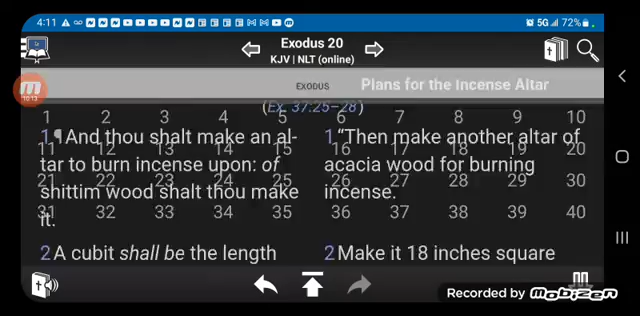 4:11
5G 72%
Exodus 20
KJV | NLT (online)
EXODUS
Plans for the Incense Altar
10:13
(Ex. 37:25–28)
1 2 3 4 5 6 7 8 9 10
1 ¶ And thou shalt make an al-
1 “Then make another altar of
11 12 13 14 15 16 17 18 19 20
tar to burn incense upon: of
acacia wood for burning
21 22 23 24 25 26 27 28 29 30
shittim wood shalt thou make
incense.
31 32 33 34 35 36 37 38 39 40
it.
2 A cubit shall be the length
2 Make it 18 inches square
Recorded by Mobizen